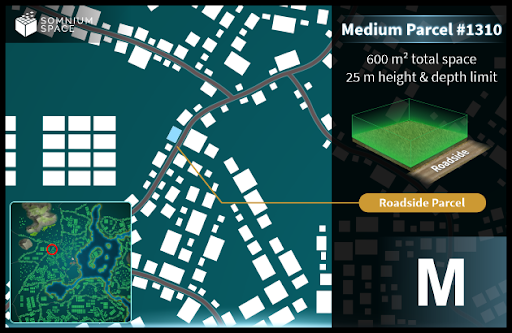 SOMNIUM
SPACE
Medium Parcel #1310
600 m² total space
25 m height & depth limit
Roadside
Roadside Parcel
M